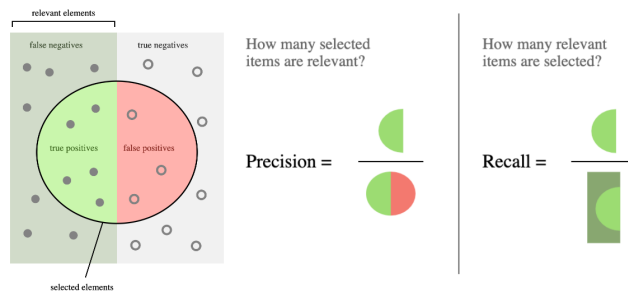 relevant elements
false negatives
true negatives
true positives
false positives
selected elements
How many selected
items are relevant?
Precision =
How many relevant
items are selected?
Recall =